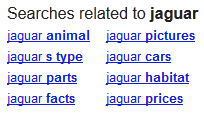 Searches related to jaguar
jaguar animal jaguar pictures
jaguar s type jaguar cars
jaguar parts jaguar habitat
jaguar facts jaguar prices